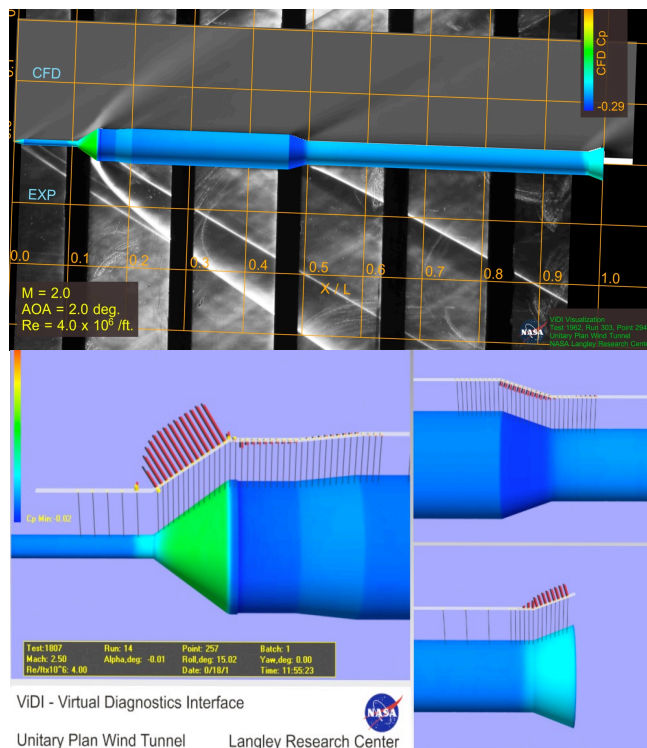 CFD
CFD Cp
-0.29
EXP
0.0
0.1
0.3
0.4
0.5
0.6
0.7
0.8
0.9
1.0
X / L
M = 2.0
AOA = 2.0 deg.
Re = 4.0 x 10⁶ /ft.
NASA
ViDI Visualization
Test 1962, Run 303, Point 294
Unitary Plan Wind Tunnel
NASA Langley Research Cente
Cp Min:-0.02
Test:1807 Run: 14 Point: 257 Batch: 1
Mach: 2.50 Alpha,deg: -0.01 Roll,deg: 15.02 Yaw,deg: 0.00
Re/ftx10^6: 4.00 Date: 0/18/1 Time: 11:55:23
ViDI - Virtual Diagnostics Interface
NASA
Unitary Plan Wind Tunnel Langley Research Center